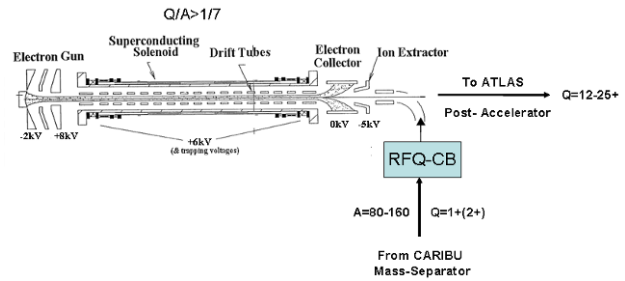 Q/A>1/7
Electron Gun
Superconducting
Solenoid
Drift Tubes
Electron
Collector
Ion Extractor
-2kV
+8kV
+6kV
(& trapping voltages)
0kV
-5kV
To ATLAS
Post- Accelerator
Q=12-25+
RFQ-CB
A=80-160
Q=1+(2+)
From CARIBU
Mass-Separator